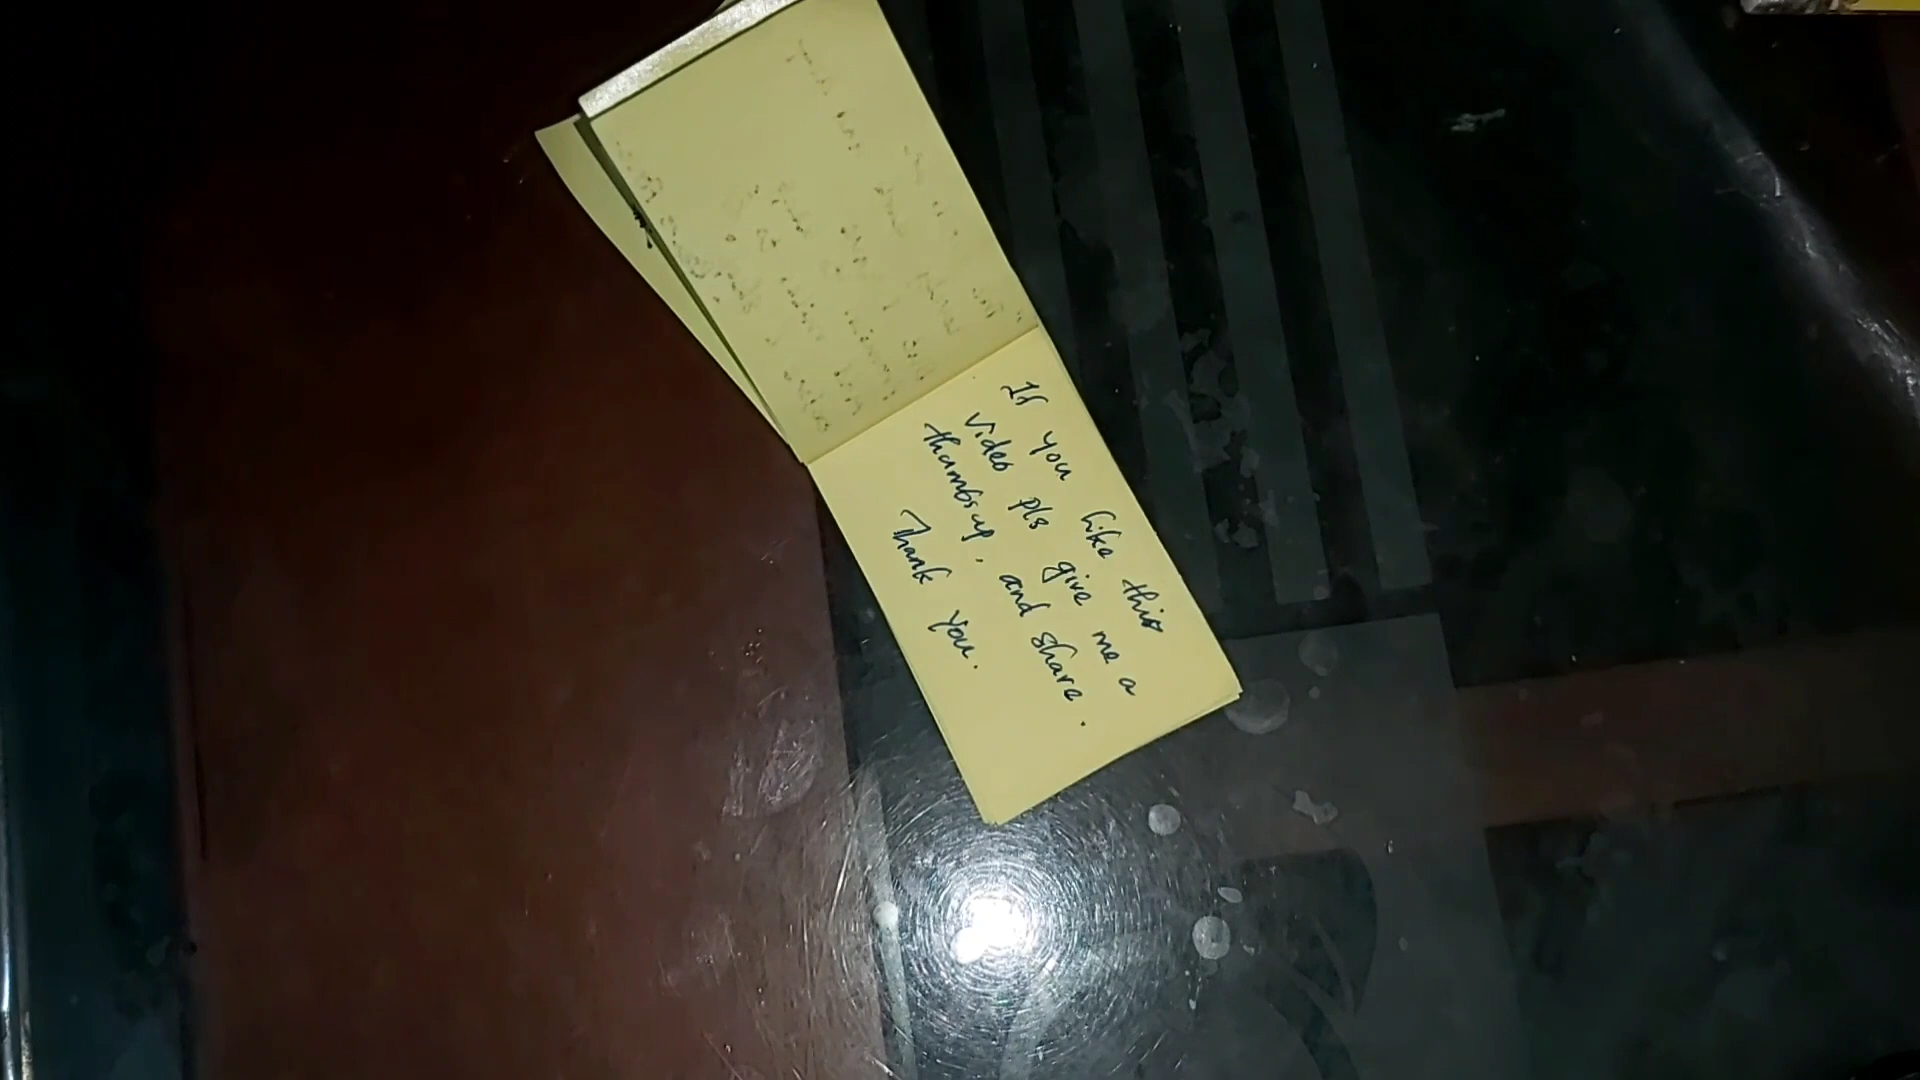 If you like this
video pls give me a
thumbs up, and share.
Thank you.